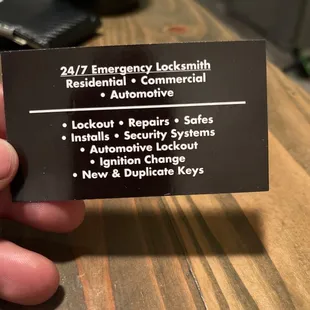 24/7 Emergency Locksmith
Residential • Commercial
• Automotive
• Lockout • Repairs • Safes
• Installs • Security Systems
• Automotive Lockout
• Ignition Change
• New & Duplicate Keys